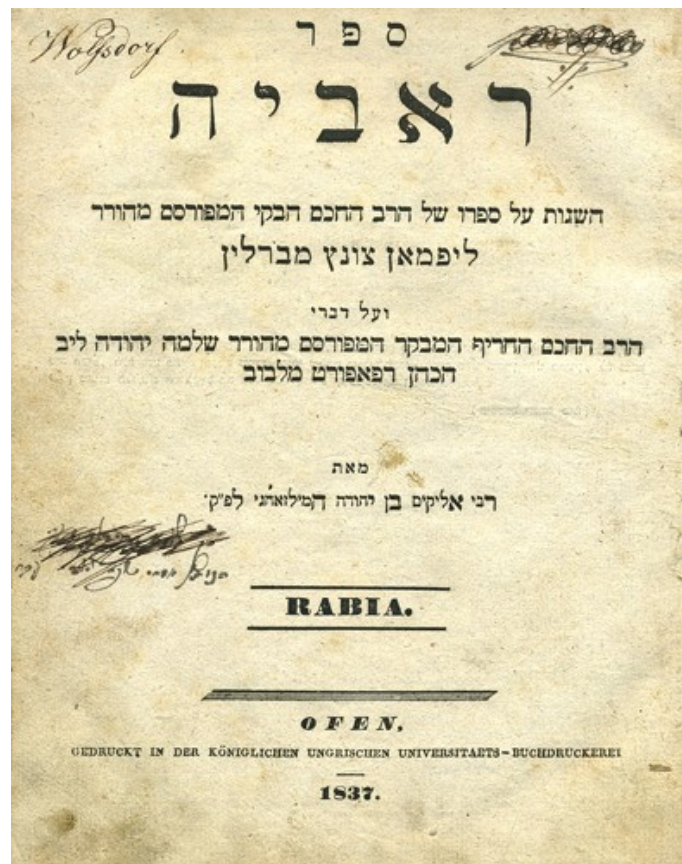 Wolfsdorf
ספר
ראביה
השגות על ספרו של הרב החכם הבקי המפורסם מהורר
ליפמאן צונץ מברלין
ועל דברי
הרב החכם החריף המבקר המפורסם מהורר שלמה יהודה ליב
הכהן רפאפורט מלבוב
מאת
רבי אליקים בן יהודה המילזאהגי לפ"ק
RABIA.
OFEN,
GEDRUCKT IN DER KÖNIGLICHEN UNGRISCHEN UNIVERSITAETS-BUCHDRUCKEREI
1837.